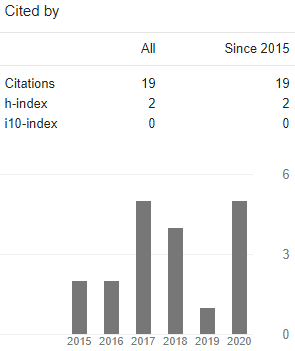 Cited by
All Since 2015
Citations 19 19
h-index 2 2
i10-index 0 0
6
3
0
2015 2016 2017 2018 2019 2020